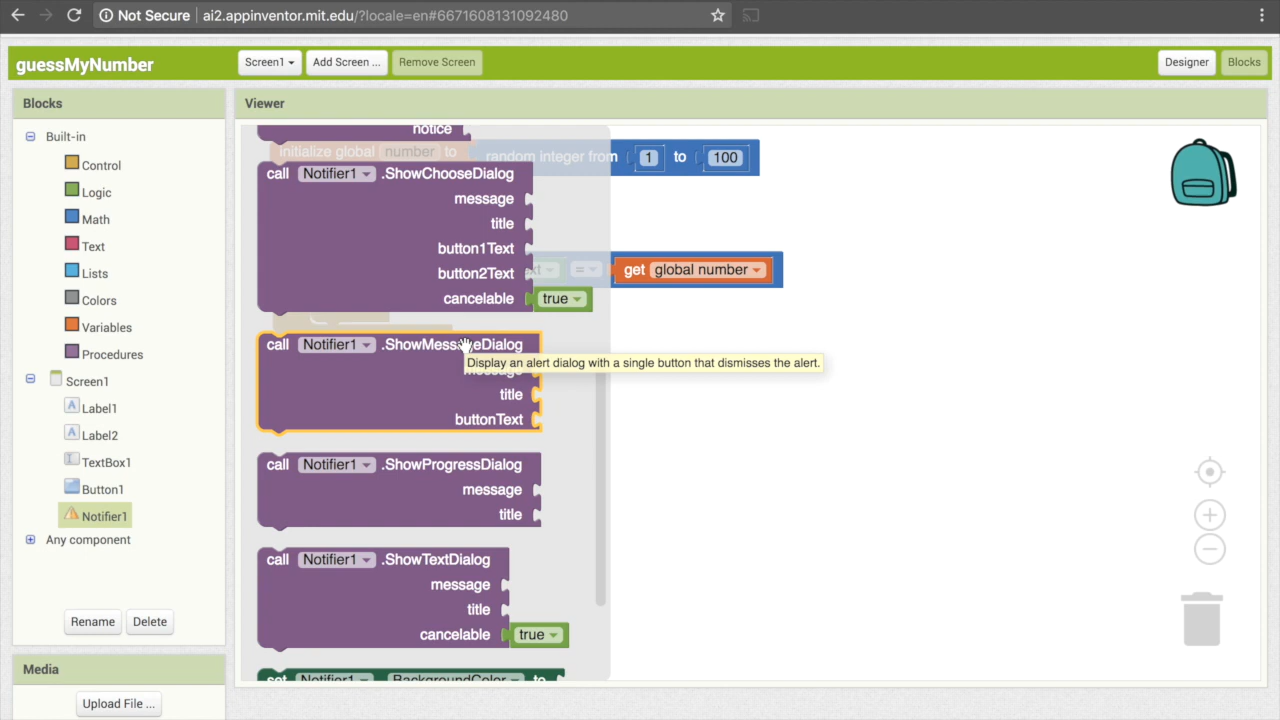 Not Secure | ai2.appinventor.mit.edu/?locale=en#6671608131092480
guessMyNumber
Screen1
Add Screen ...
Remove Screen
Designer
Blocks
Blocks
Viewer
Built-in
Control
Logic
Math
Text
Lists
Colors
Variables
Procedures
Screen1
Label1
Label2
TextBox1
Button1
Notifier1
Any component
Rename
Delete
Media
Upload File ...
notice
initialize global number to random integer from 1 to 100
call Notifier1 .ShowChooseDialog
message
title
button1Text
button2Text
cancelable true
= get global number
call Notifier1
Display an alert dialog with a single button that dismisses the alert.
title
buttonText
call Notifier1 .ShowProgressDialog
message
title
call Notifier1 .ShowTextDialog
message
title
cancelable true
set Notifier1 .BackgroundColor to